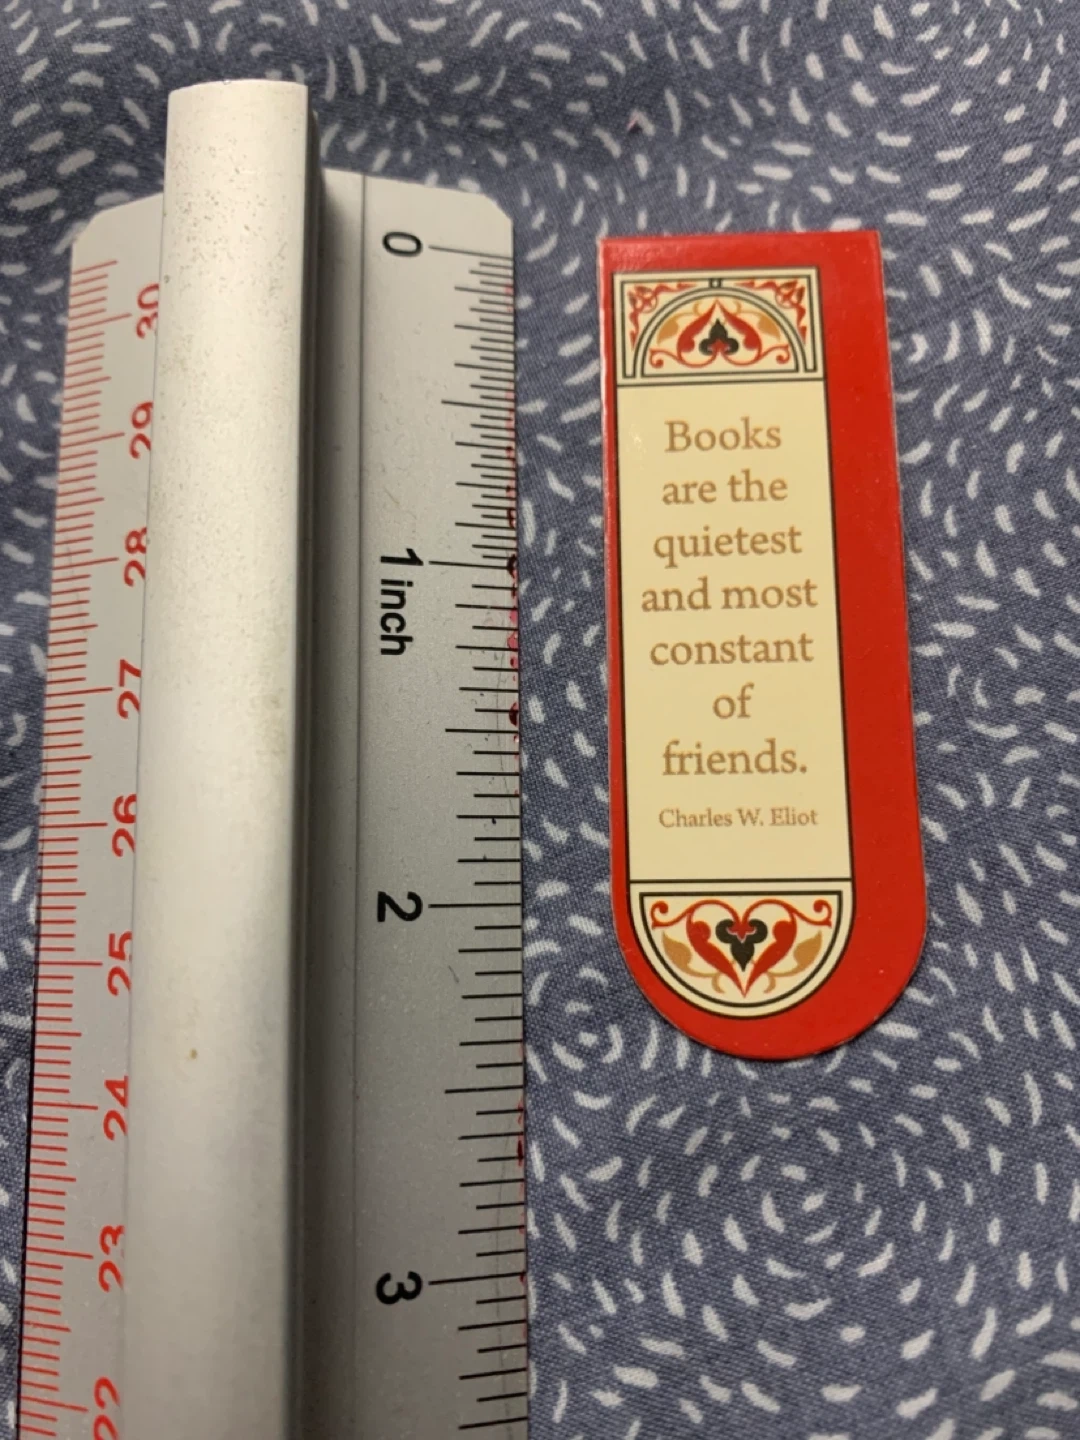 0
1 inch
2
3
30
29
28
27
26
25
24
23
22
Books
are the
quietest
and most
constant
of
friends.
Charles W. Eliot